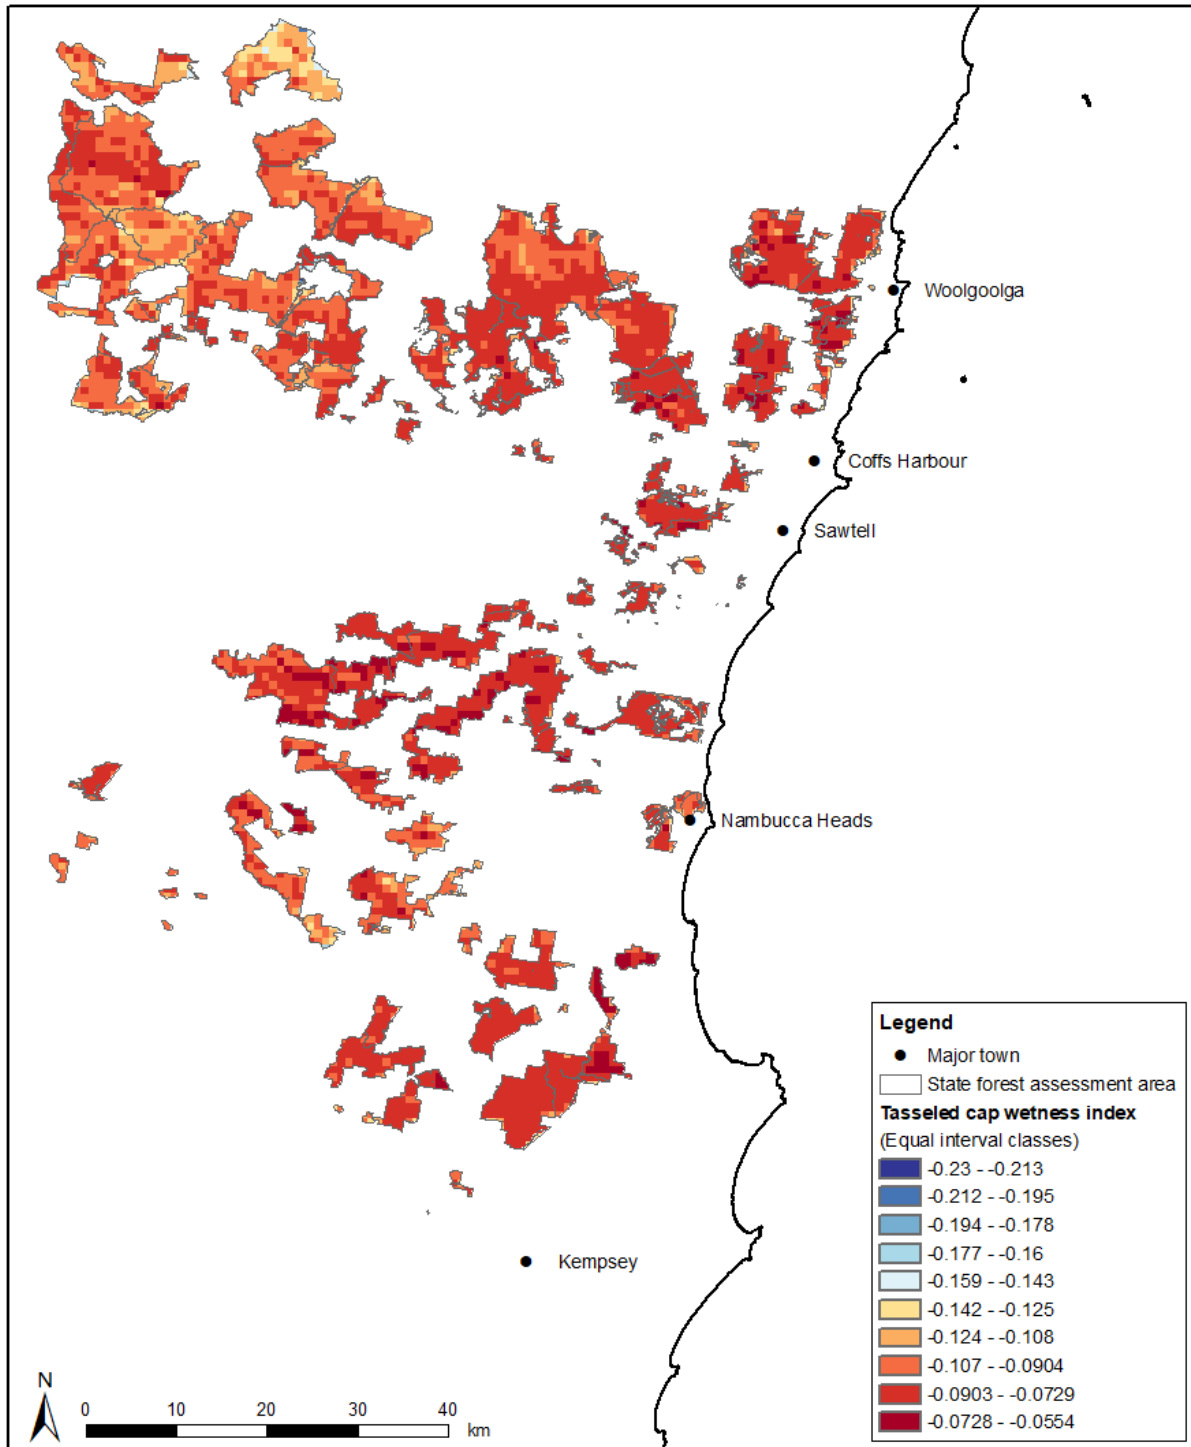 Woolgoolga
Coffs Harbour
Sawtell
Nambucca Heads
Kempsey
Legend
Major town
State forest assessment area
Tasseled cap wetness index
(Equal interval classes)
-0.23 - -0.213
-0.212 - -0.195
-0.194 - -0.178
-0.177 - -0.16
-0.159 - -0.143
-0.142 - -0.125
-0.124 - -0.108
-0.107 - -0.0904
-0.0903 - -0.0729
-0.0728 - -0.0554
N
0 10 20 30 40
km